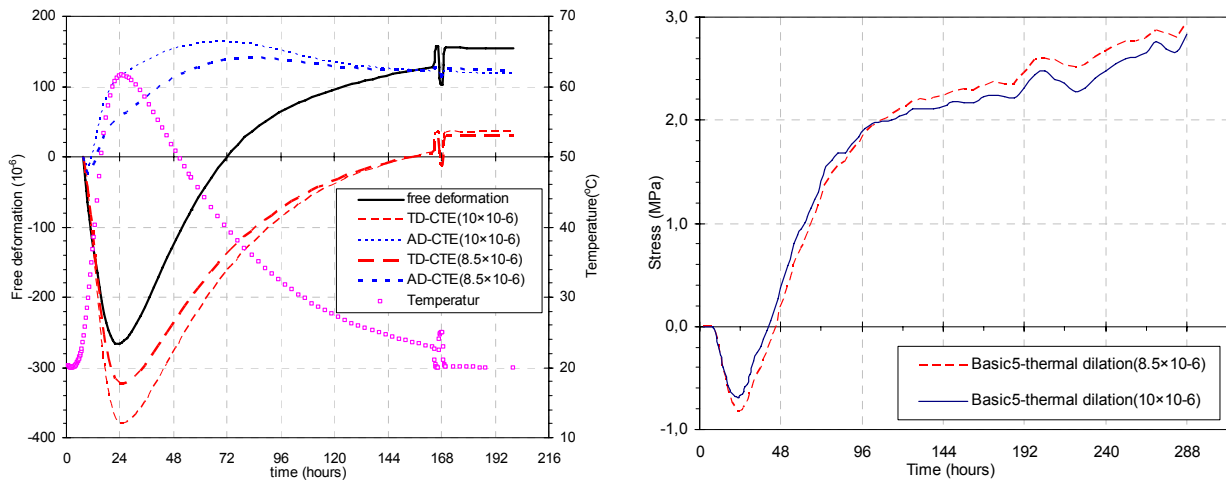 200
100
0
-100
-200
-300
-400
Free deformation (10⁻⁶)
0 24 48 72 96 120 144 168 192 216
time (hours)
70
60
50
40
30
20
10
Temperature(°C)
free deformation
TD-CTE(10×10-6)
AD-CTE(10×10-6)
TD-CTE(8.5×10-6)
AD-CTE(8.5×10-6)
Temperatur
3,0
2,0
1,0
0,0
-1,0
Stress (MPa)
0 48 96 144 192 240 288
Time (hours)
Basic5-thermal dilation(8.5×10-6)
Basic5-thermal dilation(10×10-6)